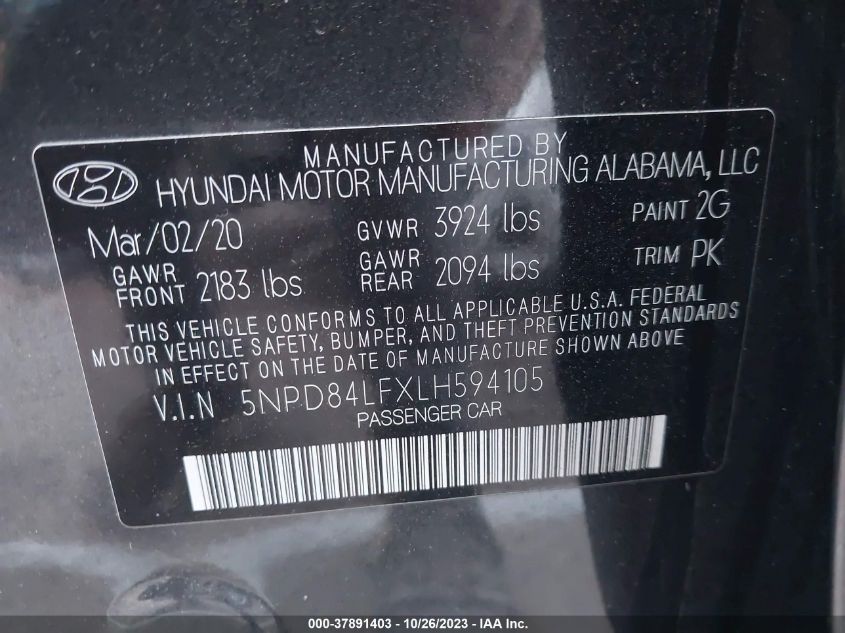 MANUFACTURED BY
HYUNDAI MOTOR MANUFACTURING ALABAMA, LLC
Mar/02/20 GVWR 3924 lbs PAINT 2G
GAWR FRONT 2183 lbs GAWR REAR 2094 lbs TRIM PK
THIS VEHICLE CONFORMS TO ALL APPLICABLE U.S.A. FEDERAL
MOTOR VEHICLE SAFETY, BUMPER, AND THEFT PREVENTION STANDARDS
IN EFFECT ON THE DATE OF MANUFACTURE SHOWN ABOVE
V.I.N 5NPD84LFXLH594105
PASSENGER CAR
000-37891403 - 10/26/2023 - IAA Inc.